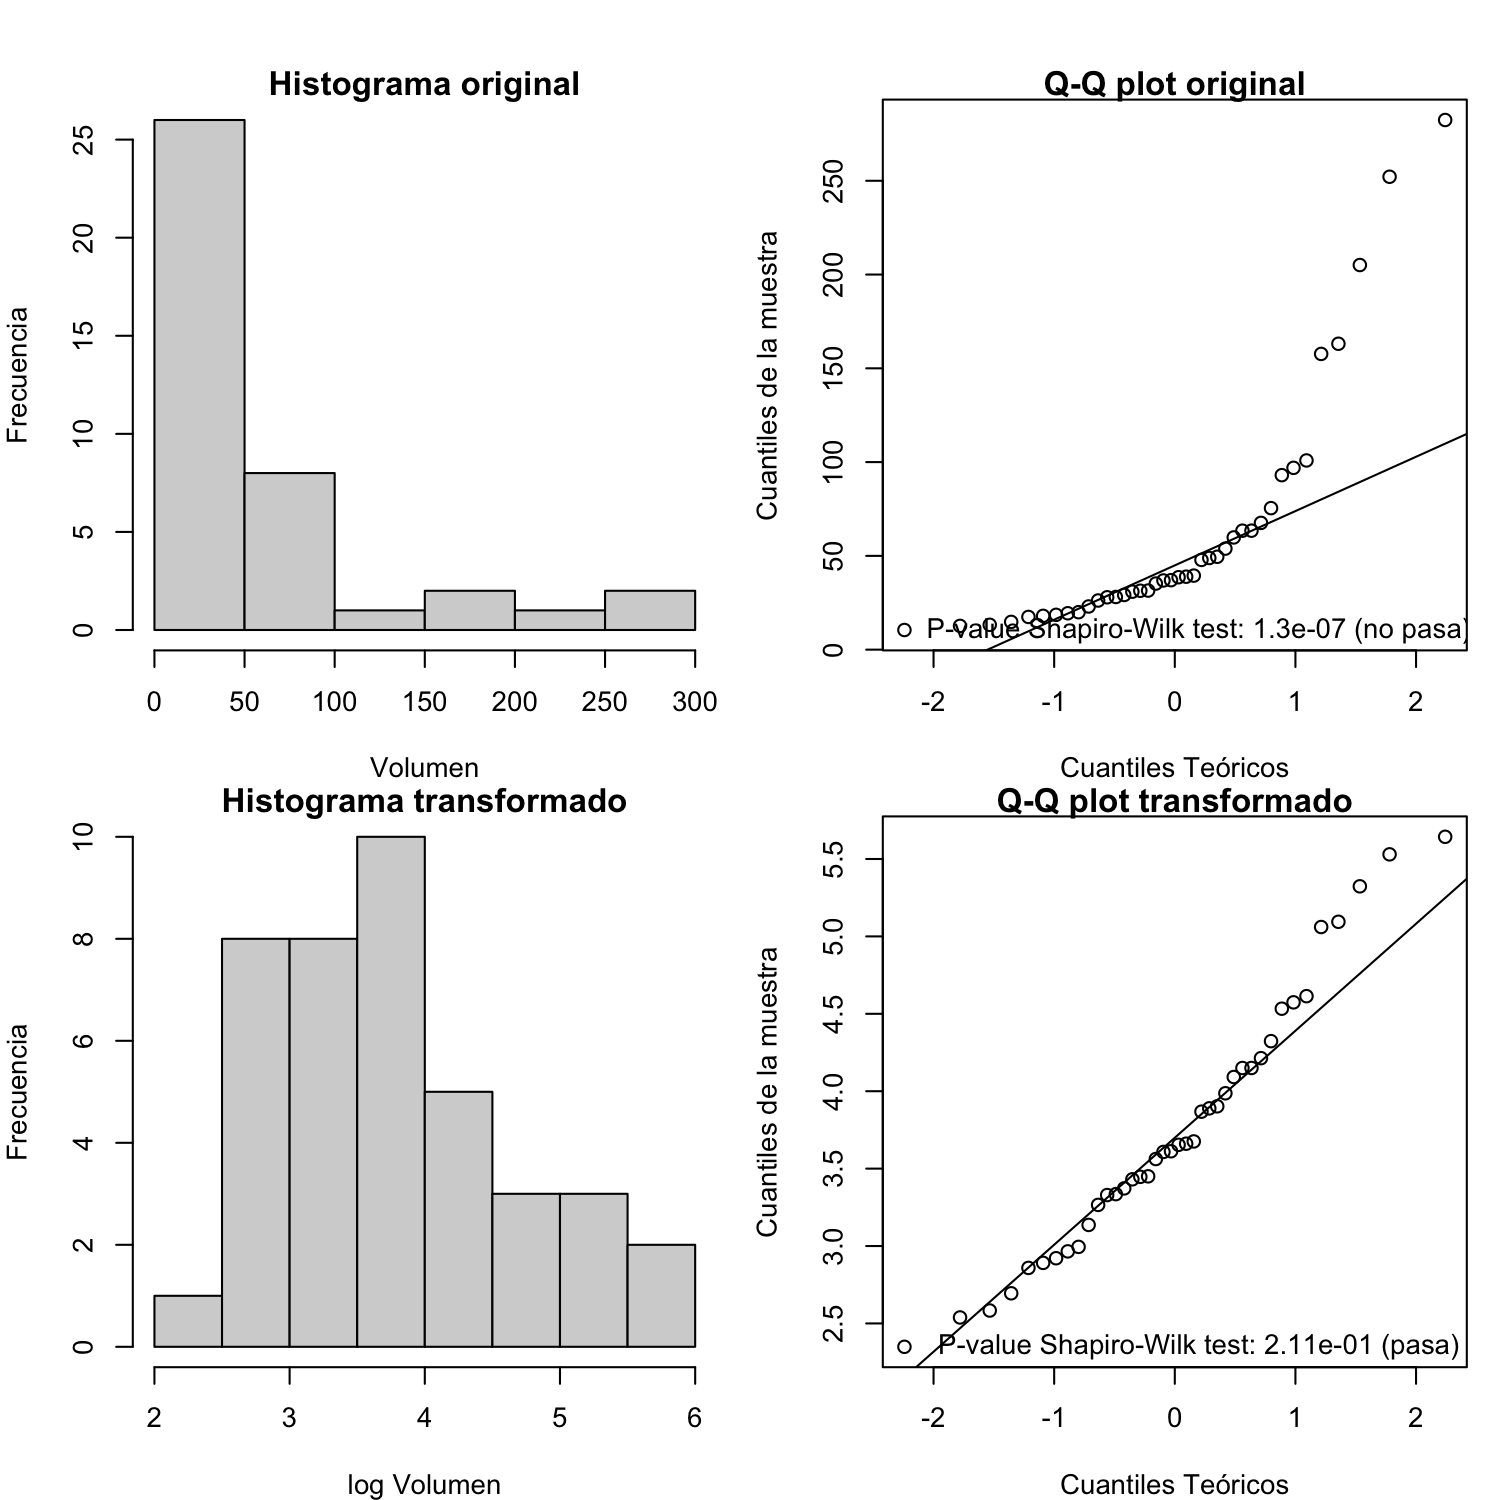 Histograma original
Frecuencia
0 5 10 15 20 25
0 50 100 150 200 250 300
Volumen
Q-Q plot original
Cuantiles de la muestra
0 50 100 150 200 250
P-value Shapiro-Wilk test: 1.3e-07 (no pasa)
-2 -1 0 1 2
Cuantiles Teóricos
Histograma transformado
Frecuencia
0 2 4 6 8 10
2 3 4 5 6
log Volumen
Q-Q plot transformado
Cuantiles de la muestra
2.5 3.0 3.5 4.0 4.5 5.0 5.5
P-value Shapiro-Wilk test: 2.11e-01 (pasa)
-2 -1 0 1 2
Cuantiles Teóricos